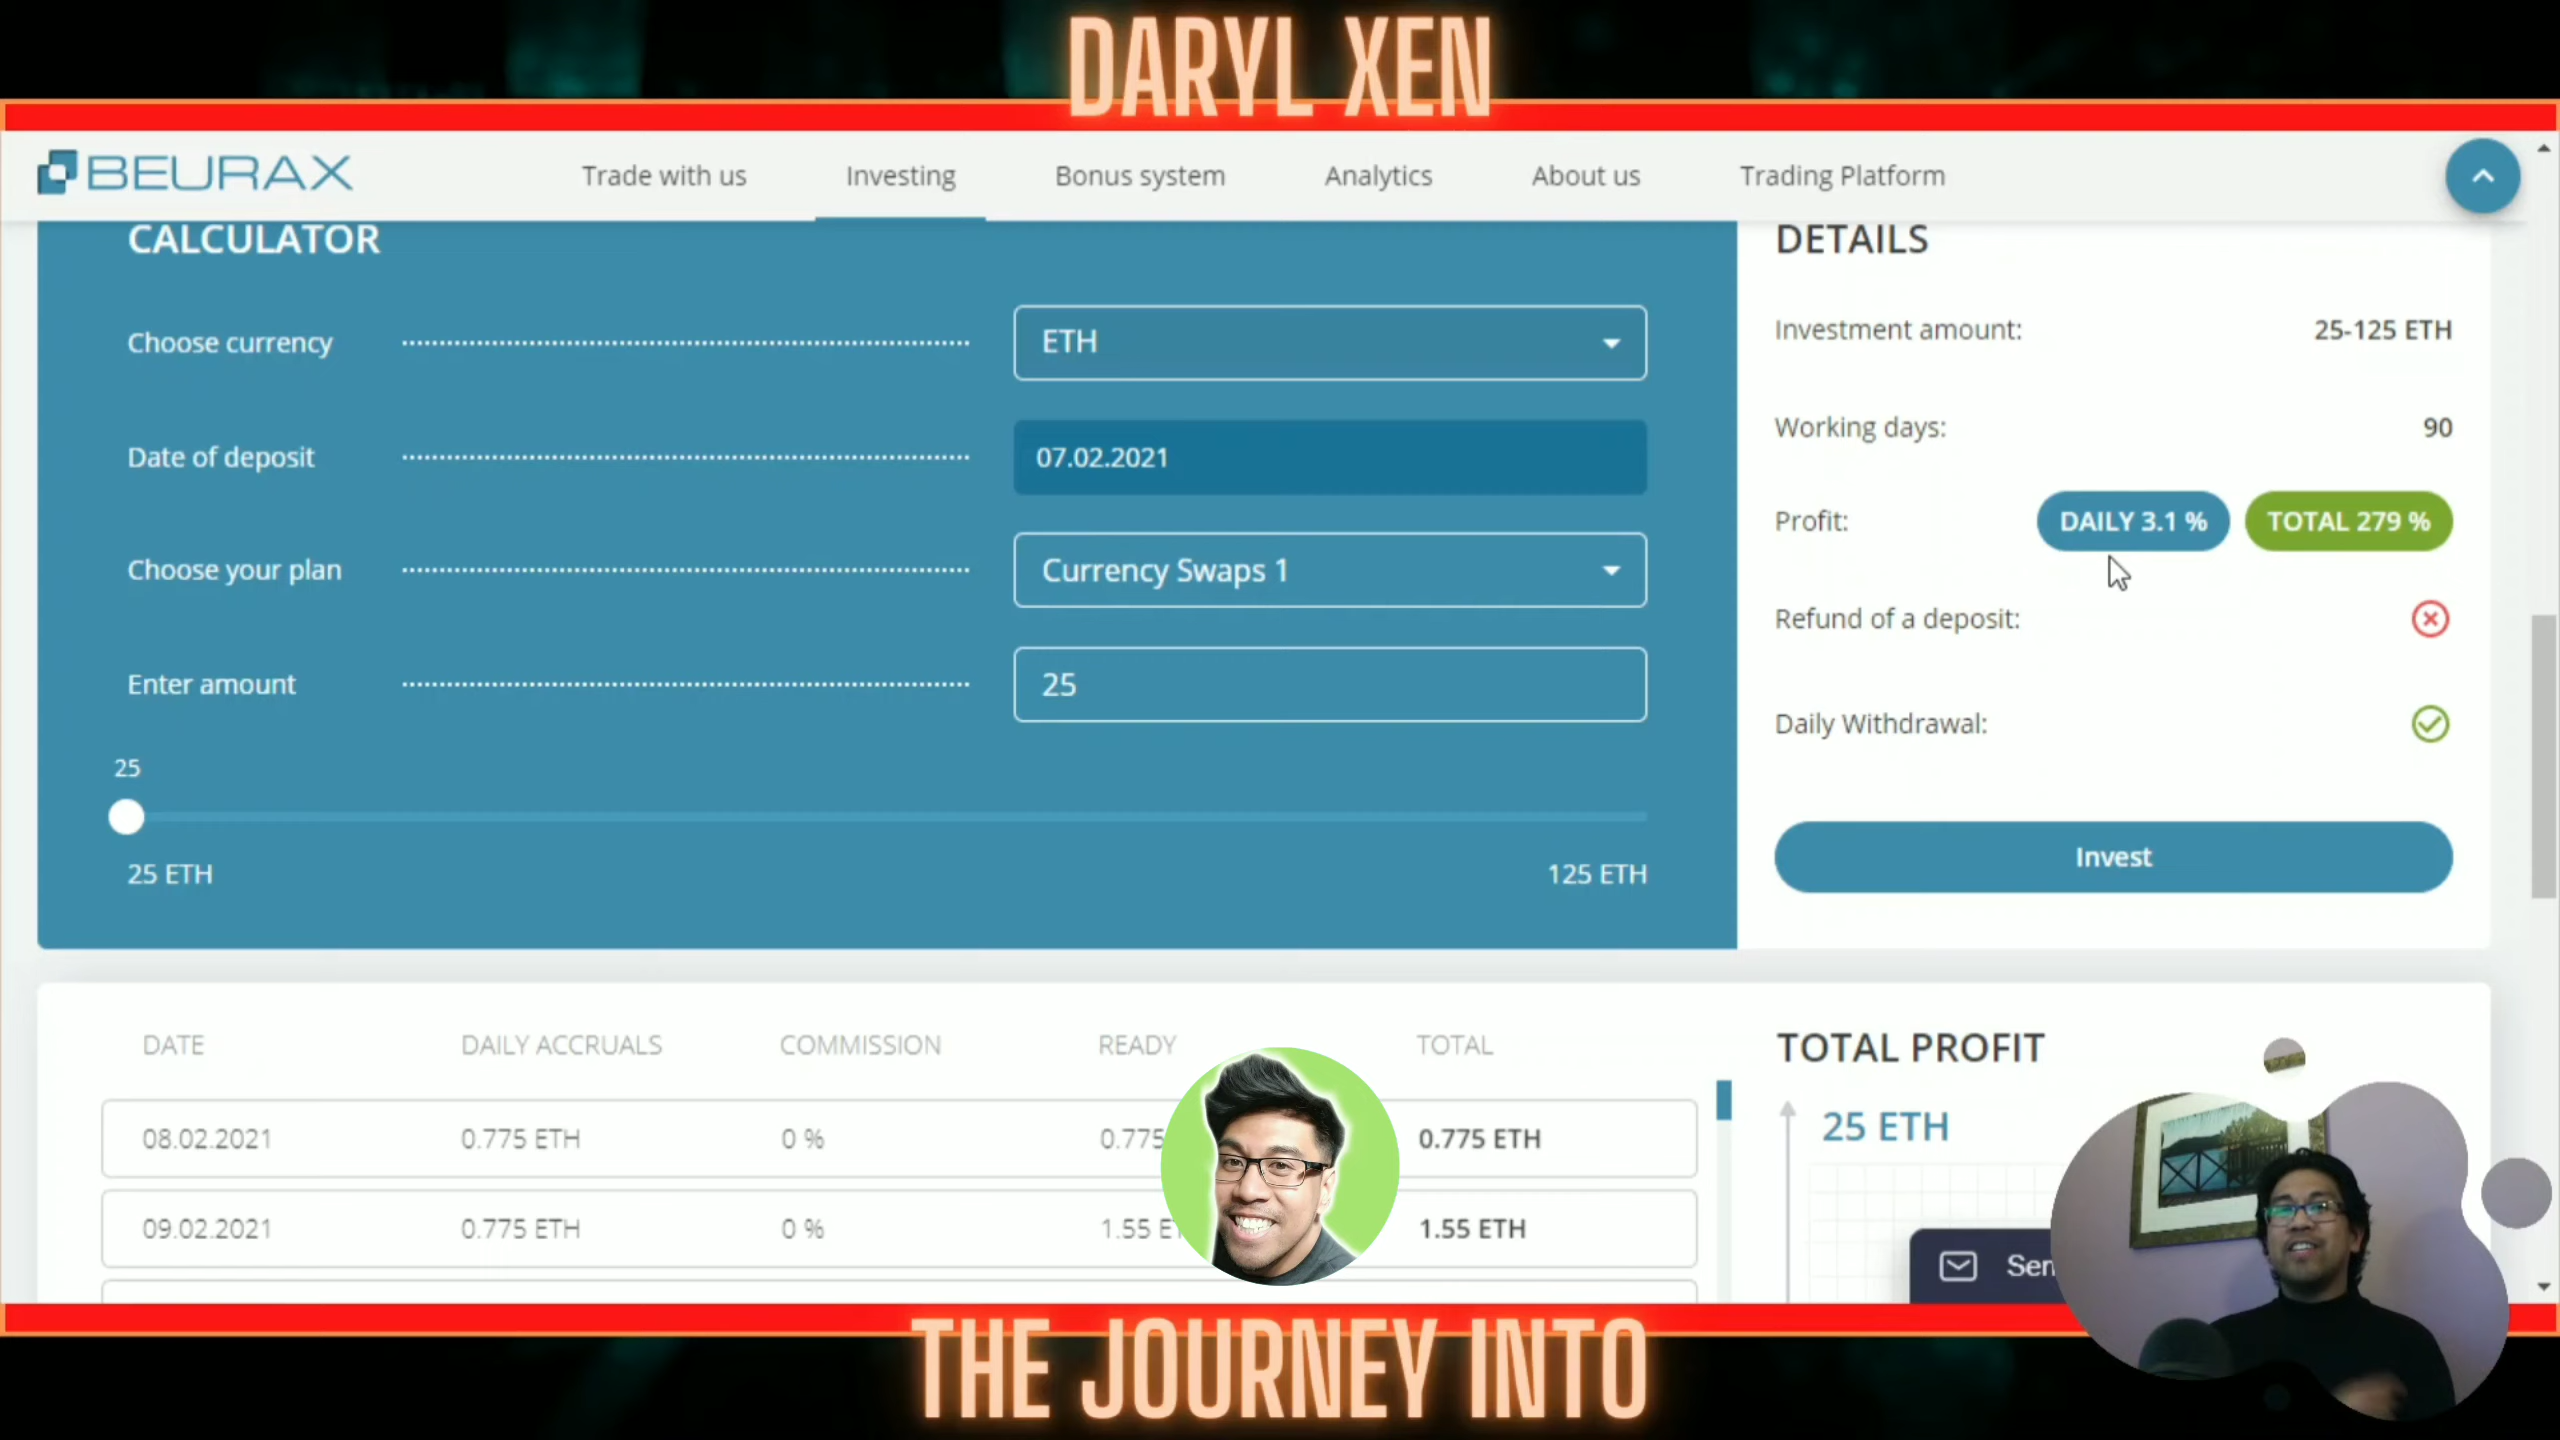 DARYL XEN
BEURAX
Trade with us
Investing
Bonus system
Analytics
About us
Trading Platform
CALCULATOR
Choose currency
ETH
Date of deposit
07.02.2021
Choose your plan
Currency Swaps 1
Enter amount
25
25
25 ETH
125 ETH
DETAILS
Investment amount:
25-125 ETH
Working days:
90
Profit:
DAILY 3.1 %
TOTAL 279 %
Refund of a deposit:
Daily Withdrawal:
Invest
DATE DAILY ACCRUALS COMMISSION READY TOTAL
08.02.2021 0.775 ETH 0 % 0.775 0.775 ETH
09.02.2021 0.775 ETH 0 % 1.55 1.55 ETH
TOTAL PROFIT
25 ETH
THE JOURNEY INTO